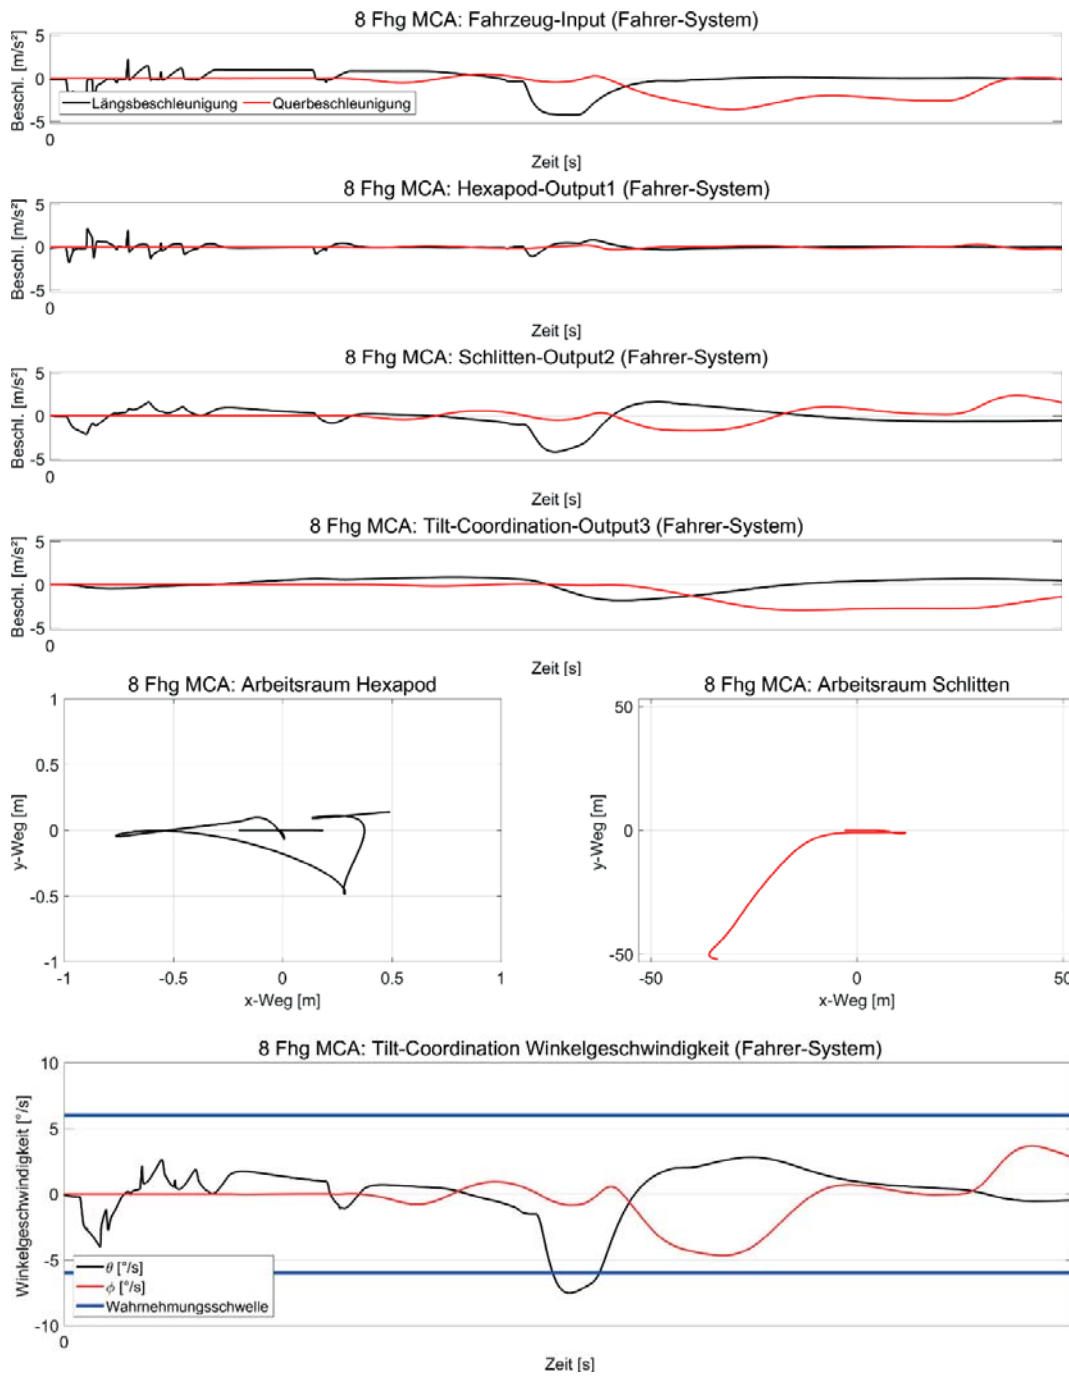 8 Fhg MCA: Fahrzeug-Input (Fahrer-System)
Beschl. [m/s²]
5
0
-5
Längsbeschleunigung
Querbeschleunigung
0
Zeit [s]
8 Fhg MCA: Hexapod-Output1 (Fahrer-System)
Beschl. [m/s²]
5
0
-5
0
Zeit [s]
8 Fhg MCA: Schlitten-Output2 (Fahrer-System)
Beschl. [m/s²]
5
0
-5
0
Zeit [s]
8 Fhg MCA: Tilt-Coordination-Output3 (Fahrer-System)
Beschl. [m/s²]
5
0
-5
0
Zeit [s]
8 Fhg MCA: Arbeitsraum Hexapod
y-Weg [m]
1
0.5
0
-0.5
-1
-1 -0.5 0 0.5 1
x-Weg [m]
8 Fhg MCA: Arbeitsraum Schlitten
y-Weg [m]
50
0
-50
-50 0 50
x-Weg [m]
8 Fhg MCA: Tilt-Coordination Winkelgeschwindigkeit (Fahrer-System)
Winkelgeschwindigkeit [°/s]
10
5
0
-5
-10
θ [°/s]
ϕ [°/s]
Wahrnehmungsschwelle
0
Zeit [s]